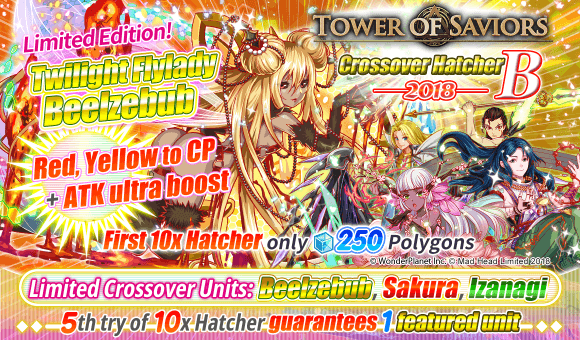 Limited Edition!
Twilight Flylady
Beelzebub
TOWER OF SAVIORS
Crossover Hatcher B
2018
Red, Yellow to CP
+ ATK ultra boost
First 10x Hatcher only 250 Polygons
© WonderPlanet Inc. © Mad Head Limited 2018
Limited Crossover Units: Beelzebub, Sakura, Izanagi
5th try of 10x Hatcher guarantees 1 featured unit